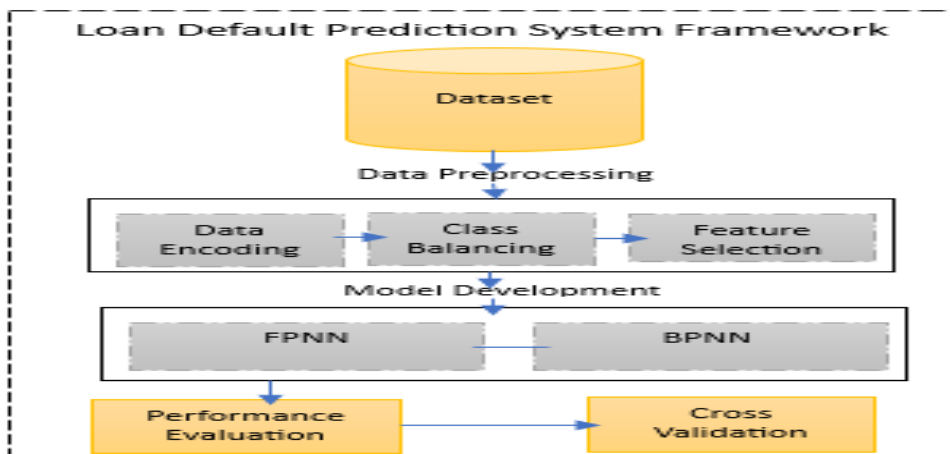 Loan Default Prediction System Framework
Dataset
Data Preprocessing
Data
Encoding
Class
Balancing
Feature
Selection
Model Development
FPNN
BPNN
Performance
Evaluation
Cross
Validation